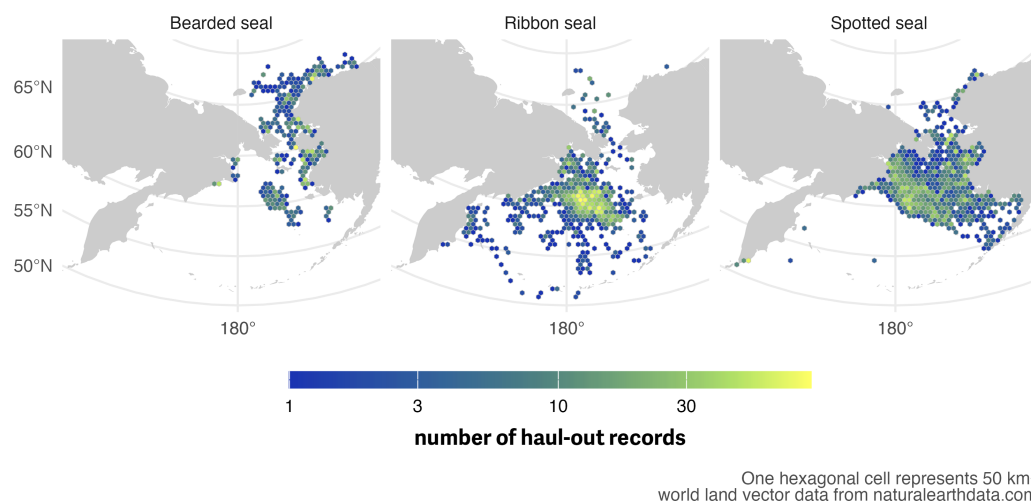 Bearded seal
Ribbon seal
Spotted seal
65°N
60°N
55°N
50°N
180°
180°
180°
1
3
10
30
number of haul-out records
One hexagonal cell represents 50 km
world land vector data from naturalearthdata.com